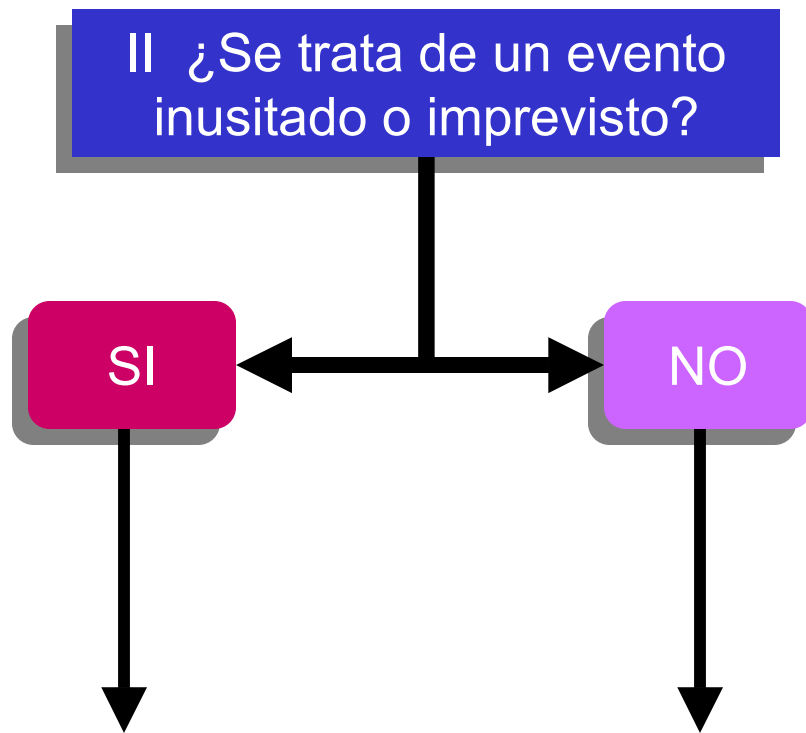 II ¿Se trata de un evento
inusitado o imprevisto?
SI
NO